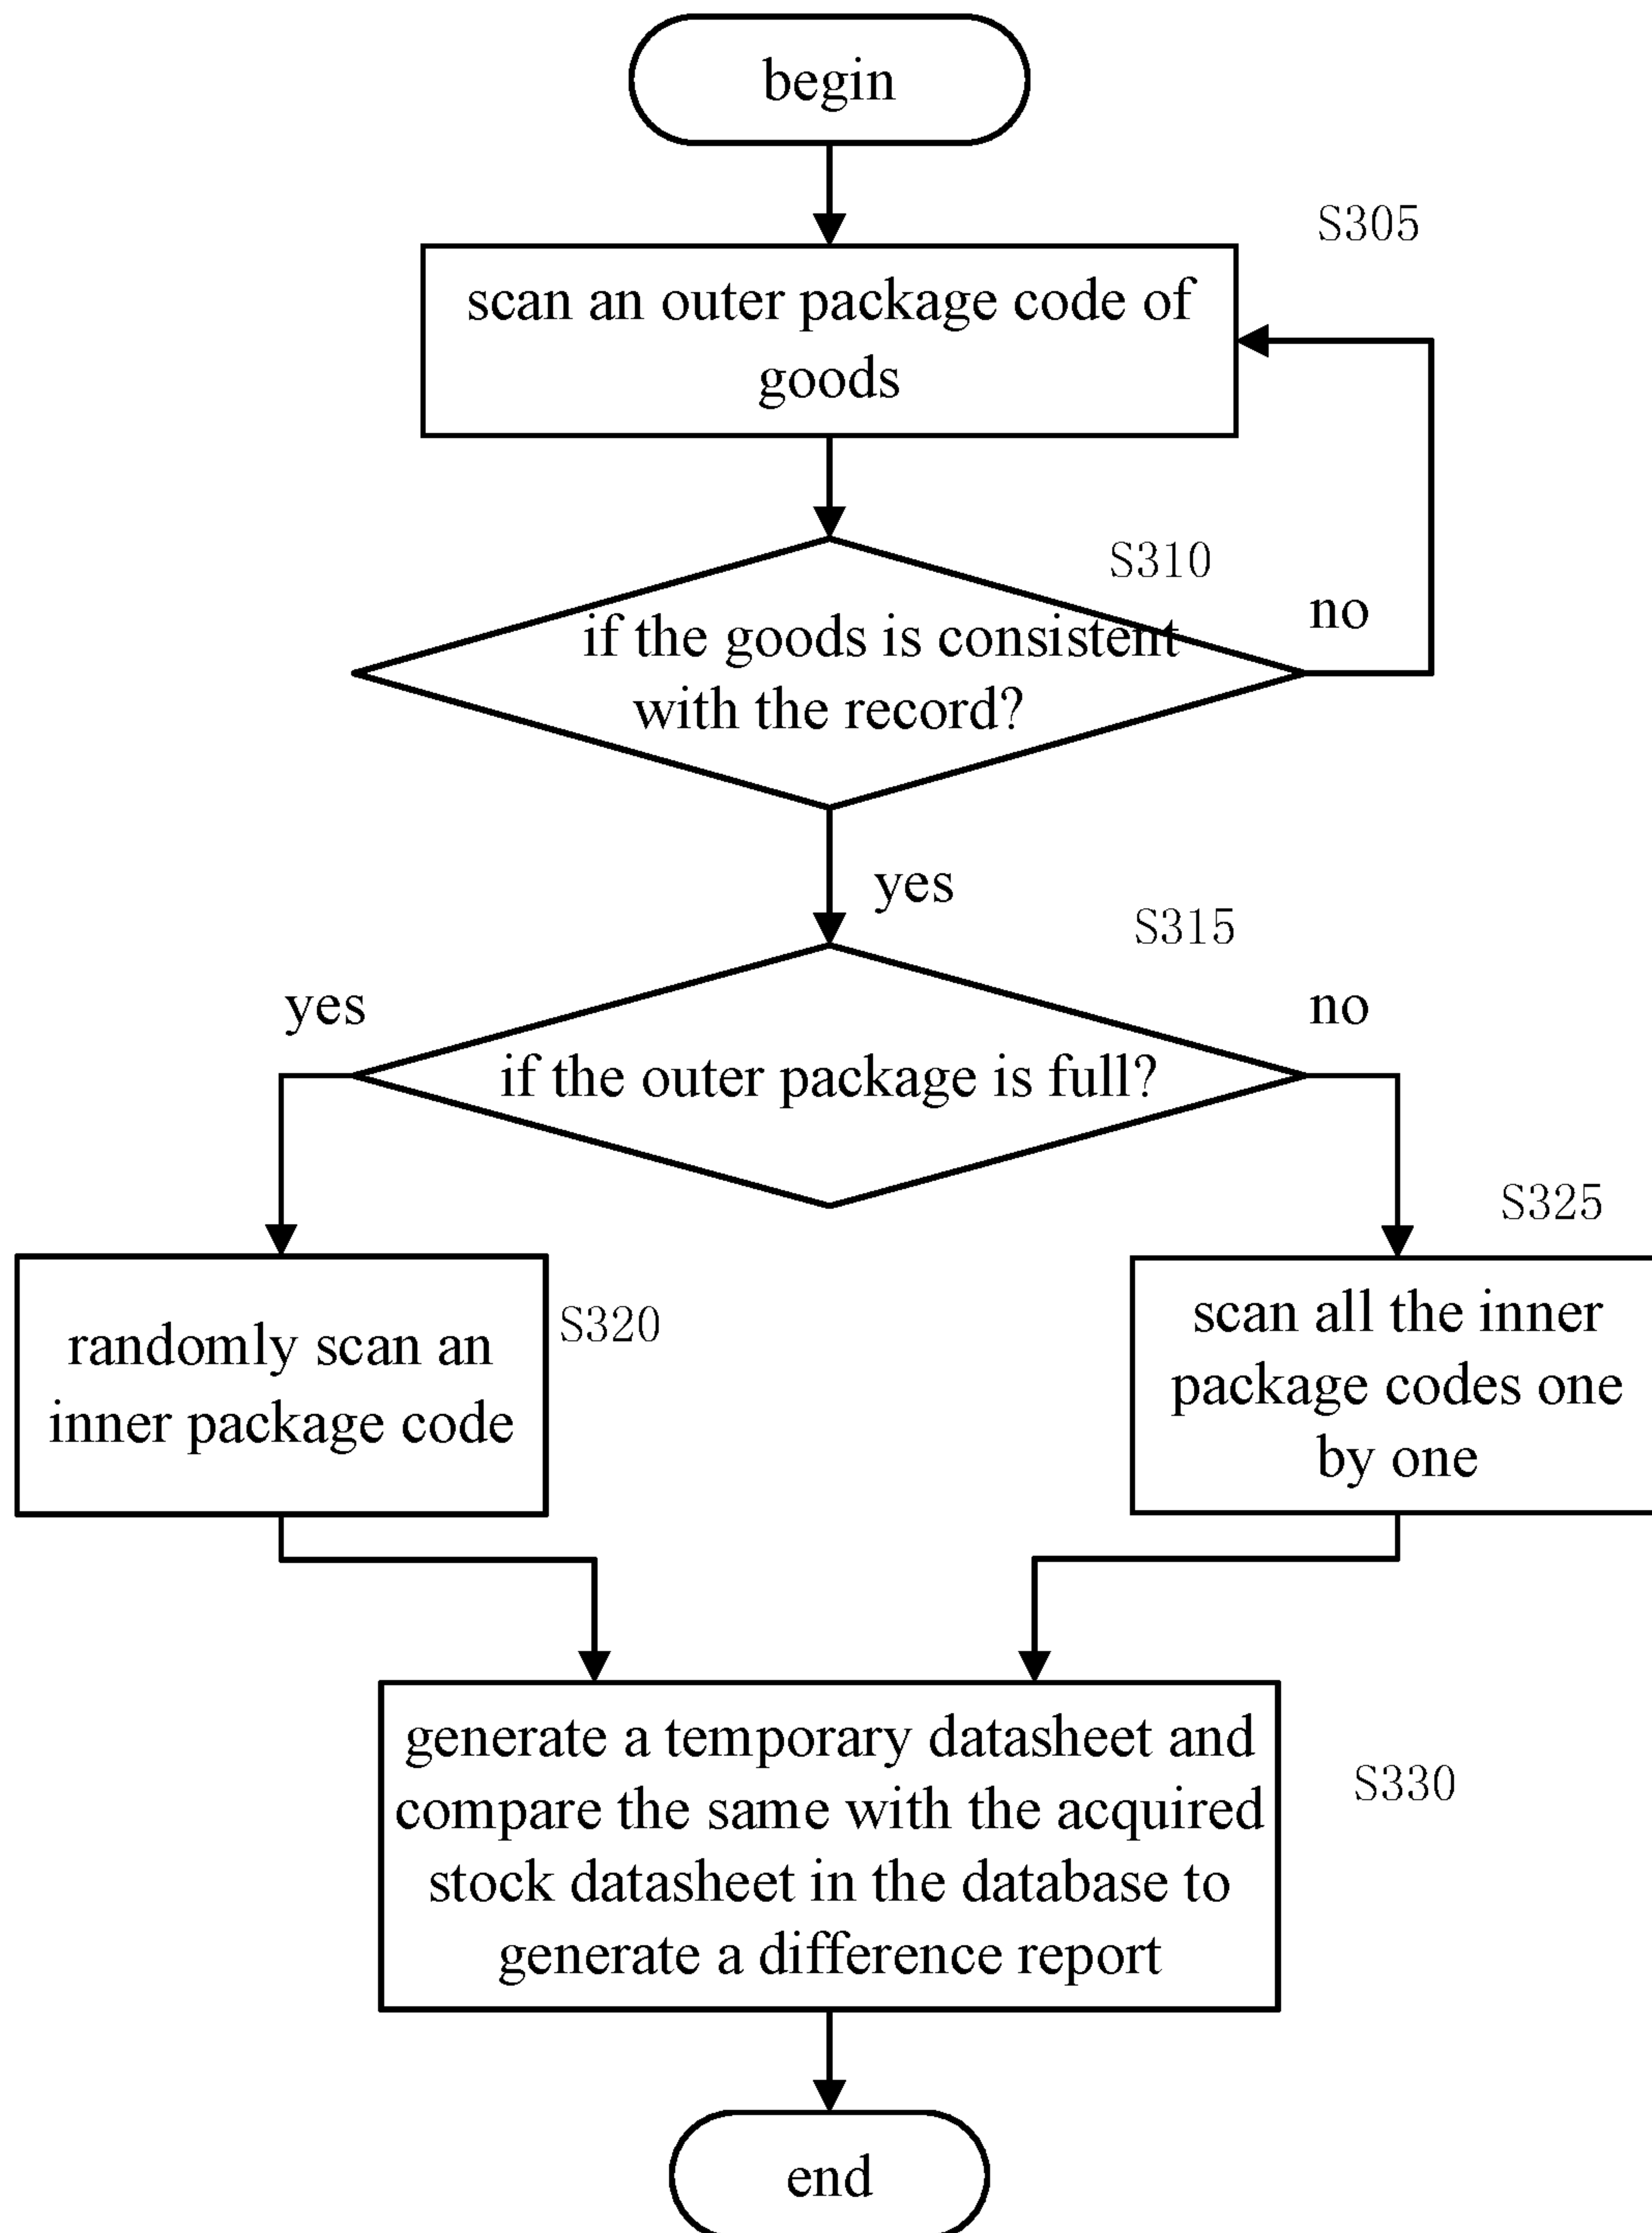 begin
S305
scan an outer package code of
goods
S310
no
if the goods is consistent
with the record?
yes
S315
yes
no
if the outer package is full?
S325
S320
randomly scan an
inner package code
scan all the inner
package codes one
by one
generate a temporary datasheet and
compare the same with the acquired
stock datasheet in the database to
generate a difference report
S330
end